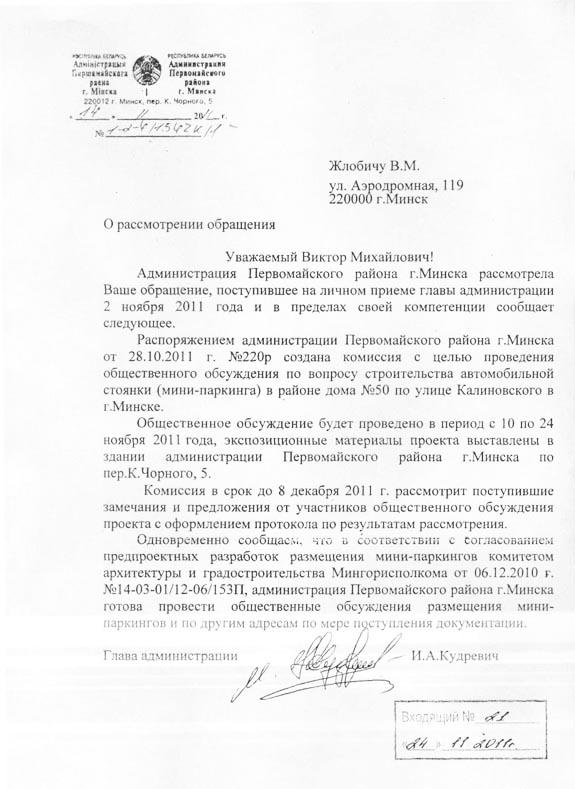 РЭСПУБЛІКА БЕЛАРУСЬ
Адміністрацыя
Першамайскага
раёна
г. Мінска
РЕСПУБЛИКА БЕЛАРУСЬ
Администрация
Первомайского
района
г. Минска
220012 г. Минск, пер. К. Чорного, 5
« 14 » 11 2011 г.
№
Жлобичу В.М.
ул. Аэродромная, 119
220000 г.Минск
О рассмотрении обращения
Уважаемый Виктор Михайлович!
Администрация Первомайского района г.Минска рассмотрела
Ваше обращение, поступившее на личном приеме главы администрации
2 ноября 2011 года и в пределах своей компетенции сообщает
следующее.
Распоряжением администрации Первомайского района г.Минска
от 28.10.2011 г. №220р создана комиссия с целью проведения
общественного обсуждения по вопросу строительства автомобильной
стоянки (мини-паркинга) в районе дома №50 по улице Калиновского в
г.Минске.
Общественное обсуждение будет проведено в период с 10 по 24
ноября 2011 года, экспозиционные материалы проекта выставлены в
здании администрации Первомайского района г.Минска по
пер.К.Чорного, 5.
Комиссия в срок до 8 декабря 2011 г. рассмотрит поступившие
замечания и предложения от участников общественного обсуждения
проекта с оформлением протокола по результатам рассмотрения.
Одновременно сообщаем, что в соответствии с согласованием
предпроектных разработок размещения мини-паркингов комитетом
архитектуры и градостроительства Мингорисполкома от 06.12.2010 г.
№14-03-01/12-06/153П, администрация Первомайского района г.Минска
готова провести общественные обсуждения размещения мини-
паркингов и по другим адресам по мере поступления документации.
Глава администрации И.А.Кудревич
Входящий № 21
«24» 11 2011г.